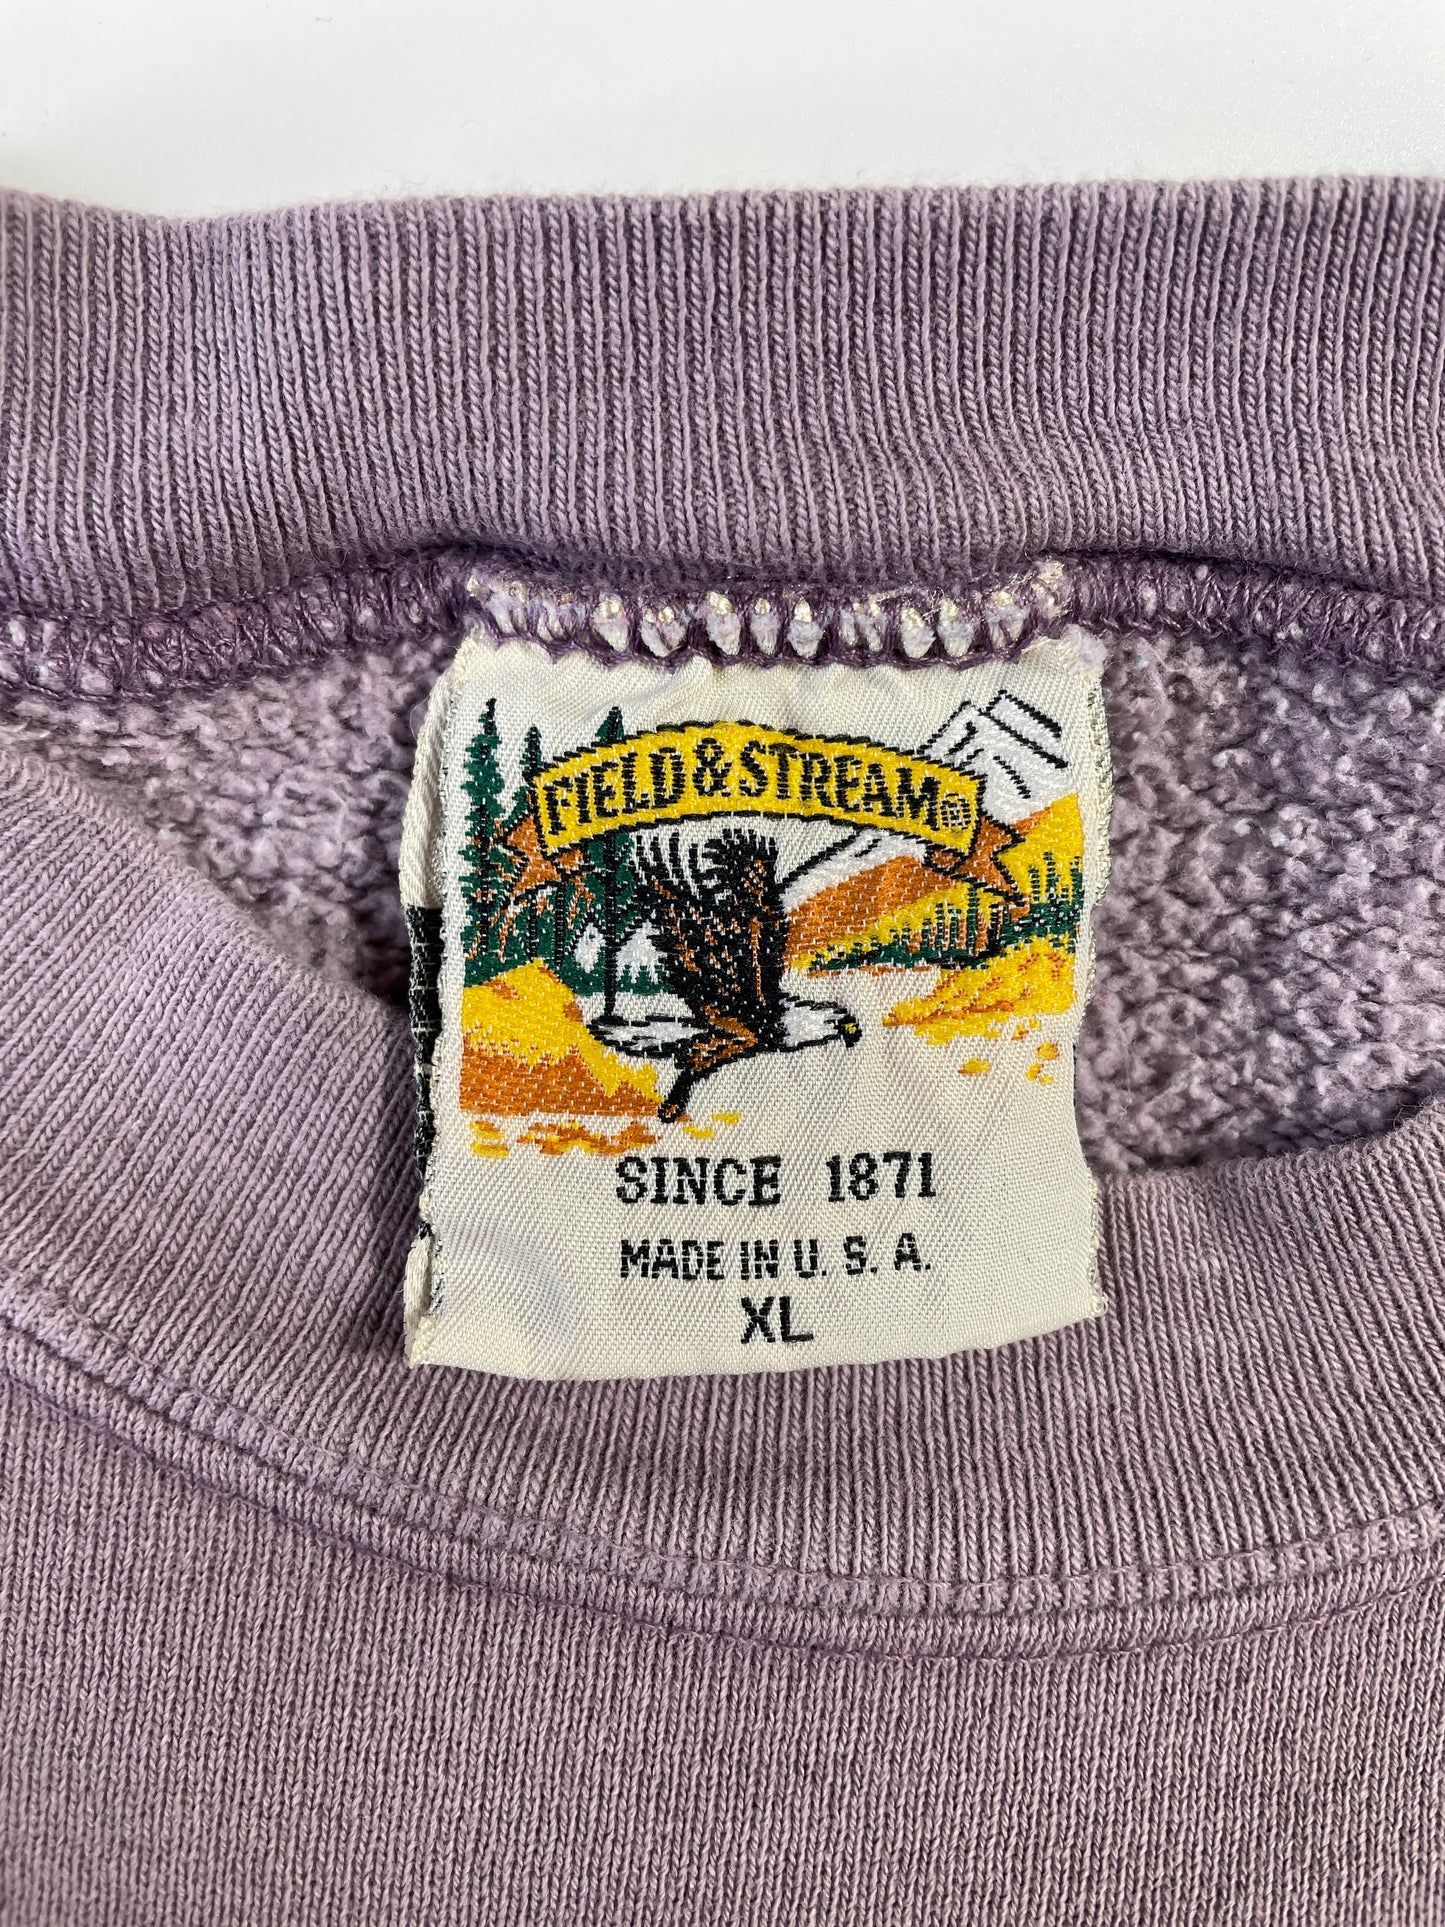 FIELD & STREAM®
SINCE 1871
MADE IN U. S. A.
XL